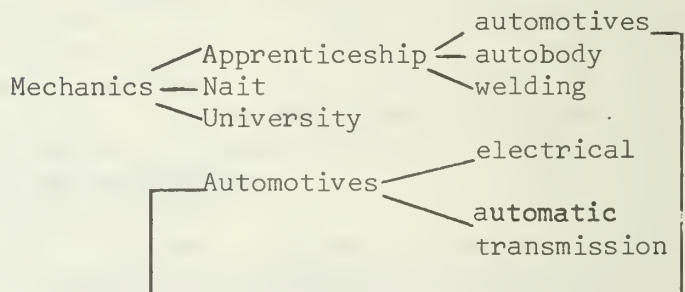 automotives
Apprenticeship autobody
Mechanics Nait welding
University
electrical
Automotives
automatic
transmission